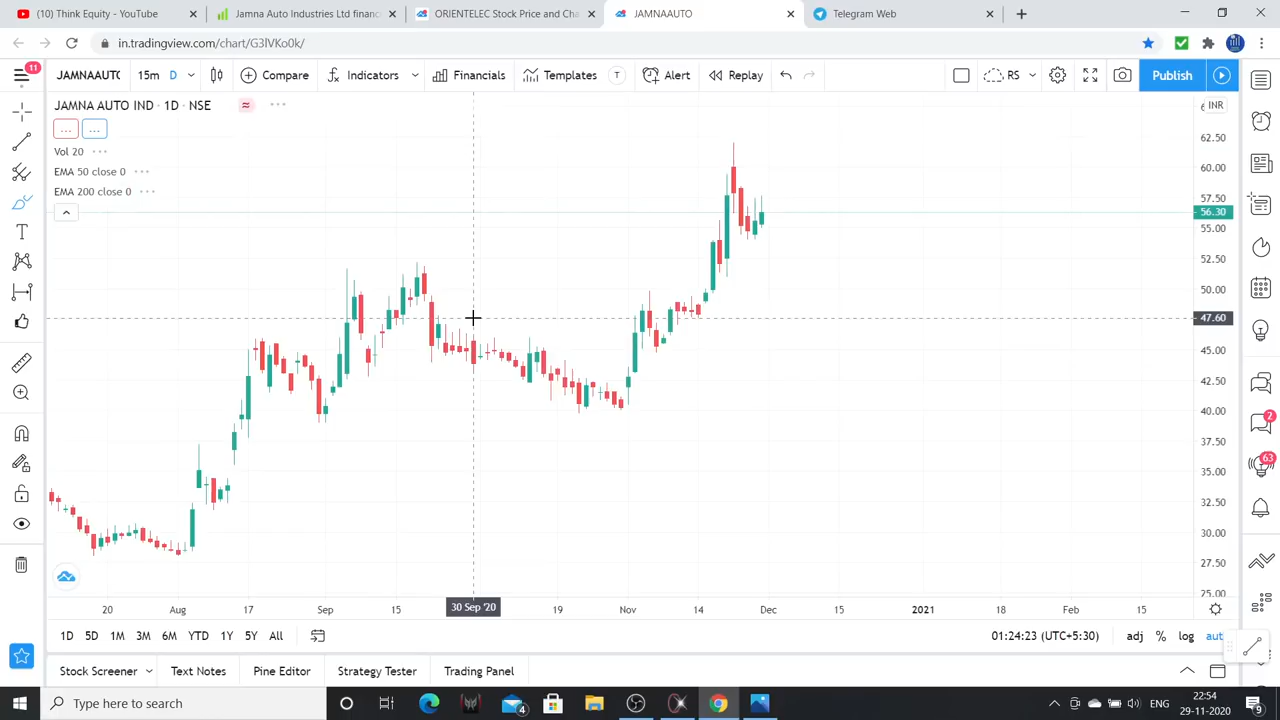 (10) Think Equity - YouTube
Jamna Auto Industries Ltd financ
ORIENTELEC Stock Price and Cha
JAMNAAUTO
Telegram Web
in.tradingview.com/chart/G3lVKo0k/
11
JAMNAAUTO
15m
D
Compare
Indicators
Financials
Templates
T
Alert
Replay
RS
Publish
JAMNA AUTO IND · 1D · NSE
INR
Vol 20
EMA 50 close 0
EMA 200 close 0
62.50
60.00
57.50
56.30
55.00
52.50
50.00
47.60
45.00
42.50
40.00
37.50
35.00
32.50
30.00
27.50
25.00
2
63
20
Aug
17
Sep
15
30 Sep '20
19
Nov
14
Dec
15
2021
18
Feb
15
1D
5D
1M
3M
6M
YTD
1Y
5Y
All
01:24:23 (UTC+5:30)
adj
%
log
Stock Screener
Text Notes
Pine Editor
Strategy Tester
Trading Panel
Type here to search
4
ENG
22:54
29-11-2020
9